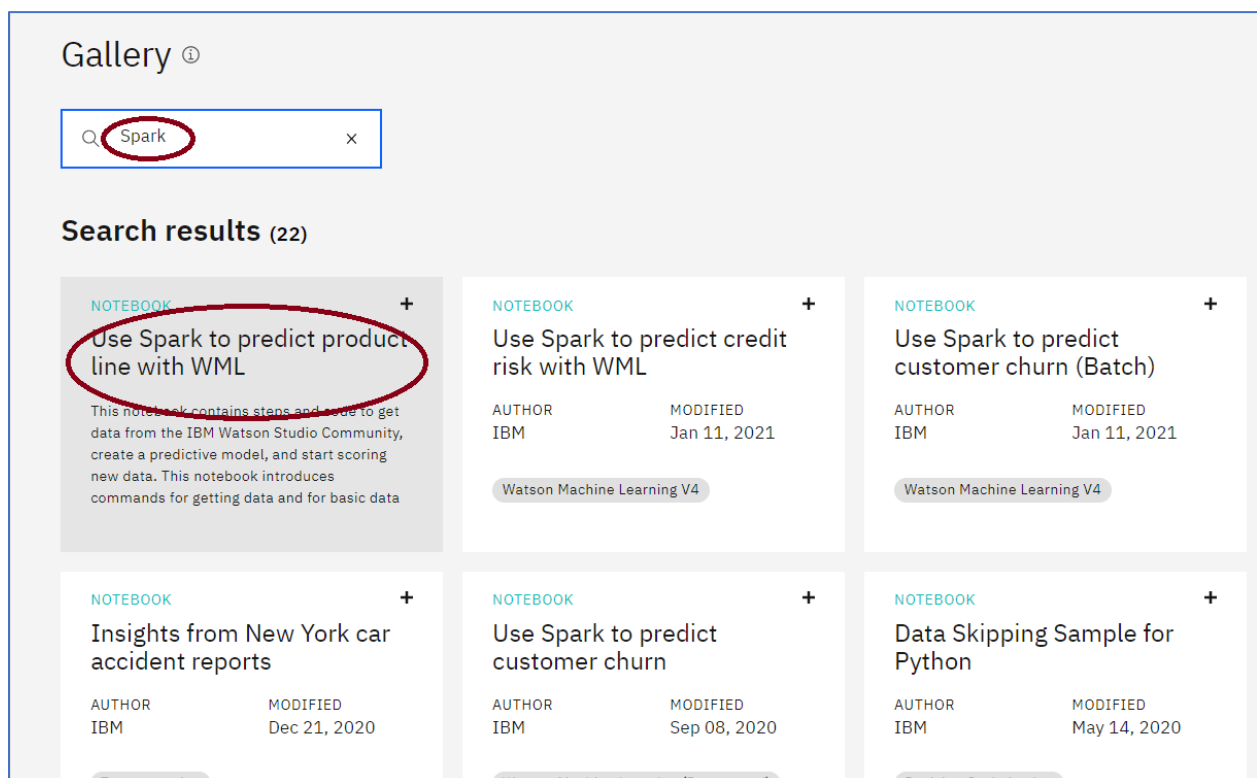 Gallery
Spark
Search results (22)
NOTEBOOK
Use Spark to predict product
line with WML
This notebook contains steps and code to get
data from the IBM Watson Studio Community,
create a predictive model, and start scoring
new data. This notebook introduces
commands for getting data and for basic data
NOTEBOOK
Use Spark to predict credit
risk with WML
AUTHOR MODIFIED
IBM Jan 11, 2021
Watson Machine Learning V4
NOTEBOOK
Use Spark to predict
customer churn (Batch)
AUTHOR MODIFIED
IBM Jan 11, 2021
Watson Machine Learning V4
NOTEBOOK
Insights from New York car
accident reports
AUTHOR MODIFIED
IBM Dec 21, 2020
NOTEBOOK
Use Spark to predict
customer churn
AUTHOR MODIFIED
IBM Sep 08, 2020
NOTEBOOK
Data Skipping Sample for
Python
AUTHOR MODIFIED
IBM May 14, 2020